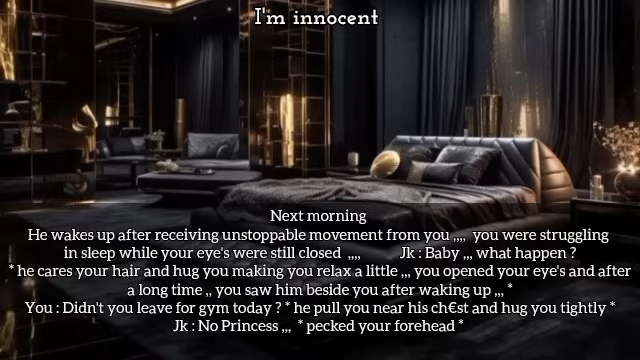 I'm innocent
Next morning
He wakes up after receiving unstoppable movement from you ,,,, you were struggling
in sleep while your eye's were still closed ,,,, Jk : Baby ,,, what happen ?
* he cares your hair and hug you making you relax a little ,,, you opened your eye's and after
a long time ,, you saw him beside you after waking up ,,, *
You : Didn't you leave for gym today ? * he pull you near his ch€st and hug you tightly *
Jk : No Princess ,,, * pecked your forehead *